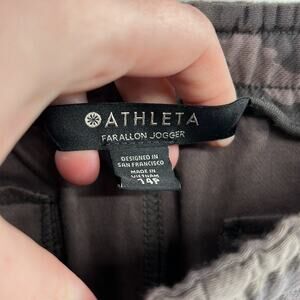 ATHLETA
FARALLON JOGGER
DESIGNED IN
SAN FRANCISCO
MADE IN
VIETNAM
14P